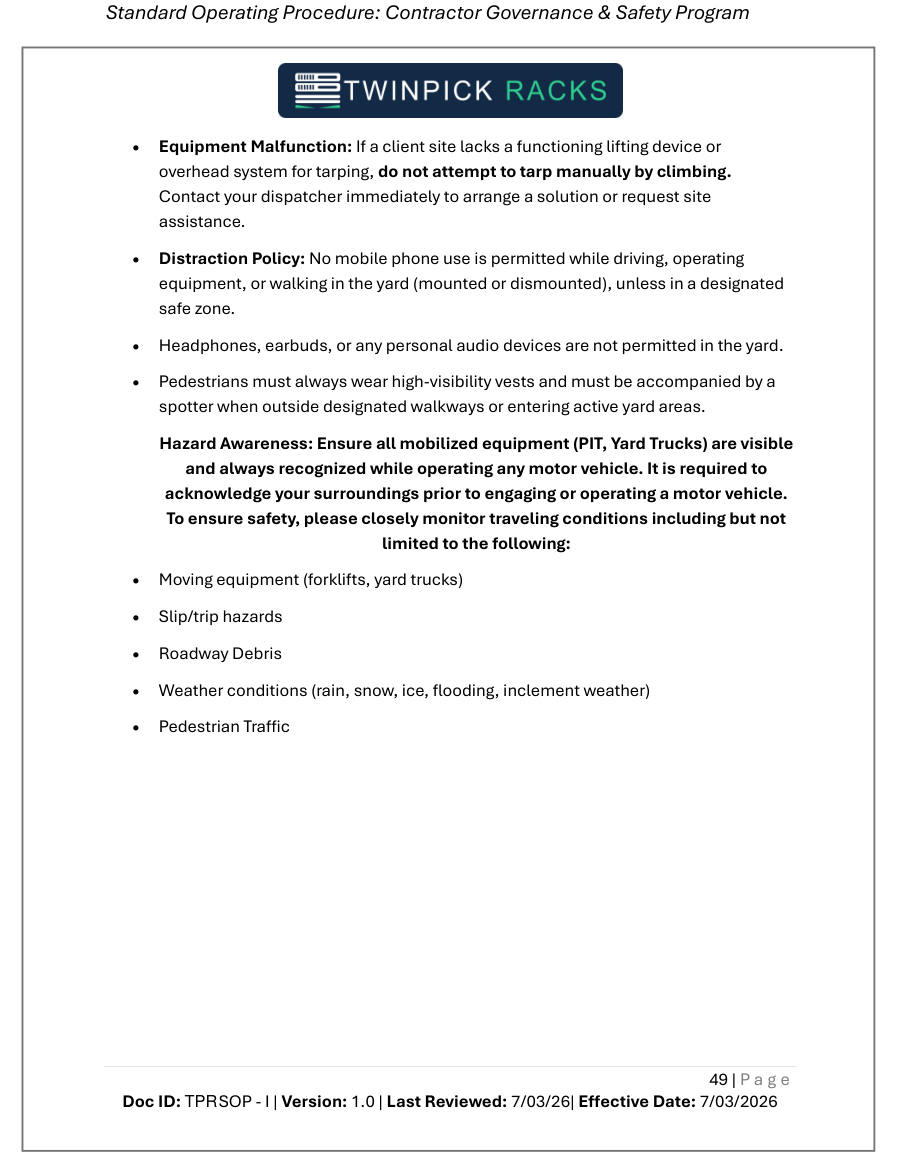 Standard Operating Procedure: Contractor Governance & Safety Program
TWINPICK RACKS
• Equipment Malfunction: If a client site lacks a functioning lifting device or
overhead system for tarping, do not attempt to tarp manually by climbing.
Contact your dispatcher immediately to arrange a solution or request site
assistance.
• Distraction Policy: No mobile phone use is permitted while driving, operating
equipment, or walking in the yard (mounted or dismounted), unless in a designated
safe zone.
• Headphones, earbuds, or any personal audio devices are not permitted in the yard.
• Pedestrians must always wear high-visibility vests and must be accompanied by a
spotter when outside designated walkways or entering active yard areas.
Hazard Awareness: Ensure all mobilized equipment (PIT, Yard Trucks) are visible
and always recognized while operating any motor vehicle. It is required to
acknowledge your surroundings prior to engaging or operating a motor vehicle.
To ensure safety, please closely monitor traveling conditions including but not
limited to the following:
• Moving equipment (forklifts, yard trucks)
• Slip/trip hazards
• Roadway Debris
• Weather conditions (rain, snow, ice, flooding, inclement weather)
• Pedestrian Traffic
49 | Page
Doc ID: TPRSOP - I | Version: 1.0 | Last Reviewed: 7/03/26| Effective Date: 7/03/2026